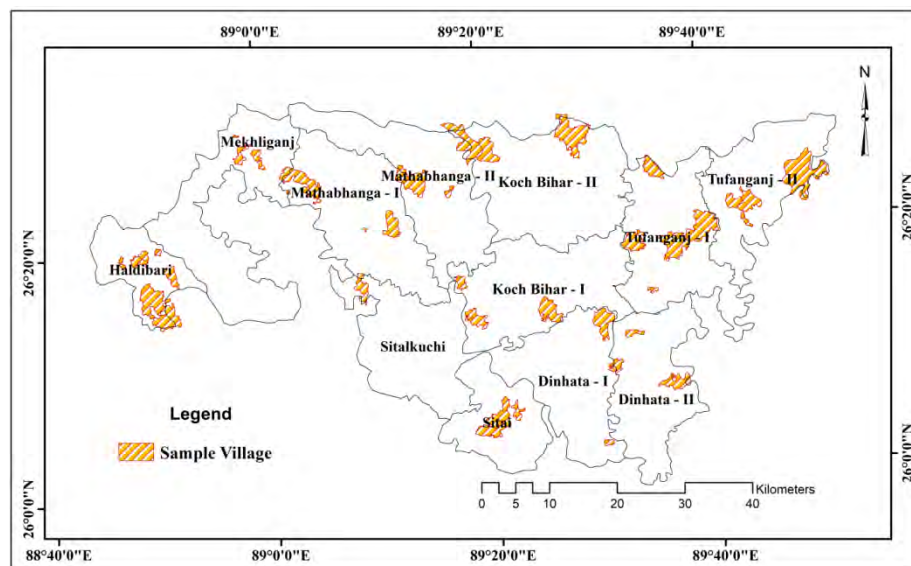 89°0'0"E
89°20'0"E
89°40'0"E
N
Mekhliganj
Mathabhanga - I
Mathabhanga - II
Koch Bihar - II
Tufanganj - II
26°20'0"N
26°20'0"N
Tufanganj - I
Haldibari
Koch Bihar - I
Sitalkuchi
Dinhata - I
Dinhata - II
Legend
Sitai
Sample Village
26°0'0"N
Kilometers
0 5 10 20 30 40
26°0'0"N
88°40'0"E
89°0'0"E
89°20'0"E
89°40'0"E